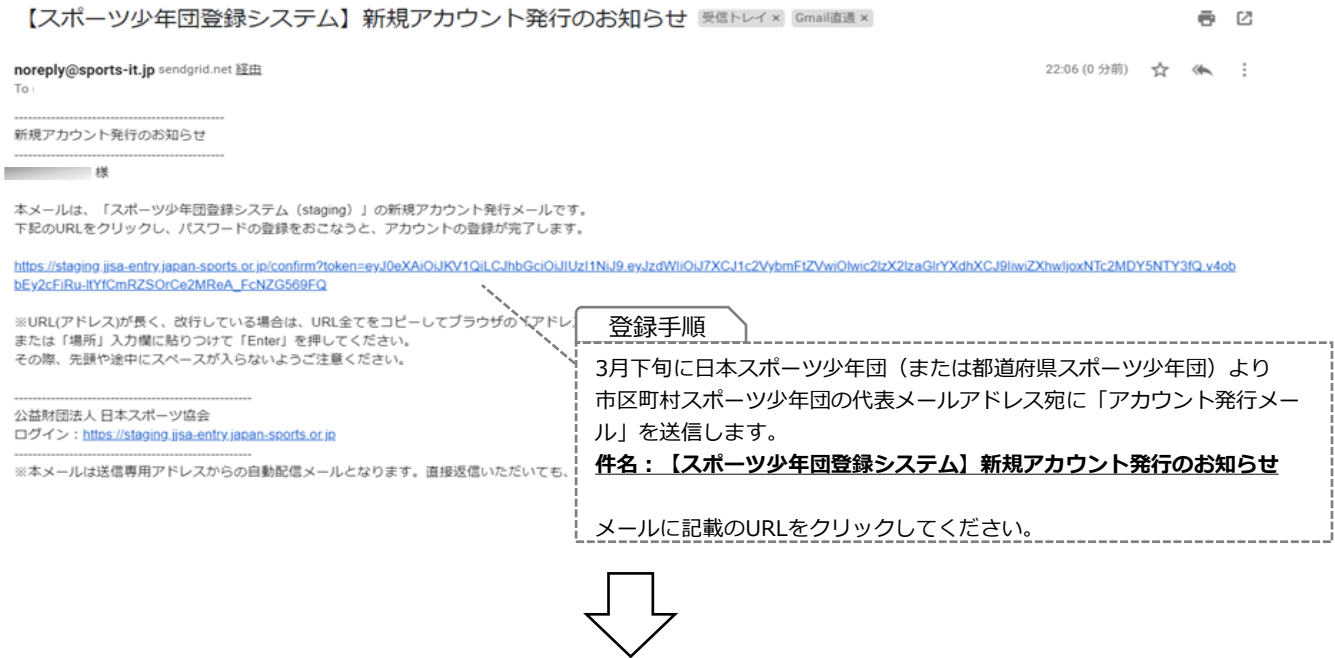 【スポーツ少年団登録システム】新規アカウント発行のお知らせ 受信トレイ × Gmail直通 ×
noreply@sports-it.jp sendgrid.net 経由
22:06 (0 分前)
To :
----------------------------------------------
新規アカウント発行のお知らせ
----------------------------------------------
様
本メールは、「スポーツ少年団登録システム（staging）」の新規アカウント発行メールです。
下記のURLをクリックし、パスワードの登録をおこなうと、アカウントの登録が完了します。
https://staging.jjsa-entry.japan-sports.or.jp/confirm?token=eyJ0eXAiOiJKV1QiLCJhbGciOiJIUzI1NiJ9.eyJzdWIiOiJ7XCJ1c2VybmFtZVwiOlwic2IzX2IzaGlrYXdhXCJ9IiwiZXhwIjoxNTc2MDY5NTY3fQ.v4ob
bEy2cFiRu-ItYfCmRZSOrCe2MReA_FcNZG569FQ
※URL(アドレス)が長く、改行している場合は、URL全てをコピーしてブラウザの「アドレ
または「場所」入力欄に貼りつけて「Enter」を押してください。
その際、先頭や途中にスペースが入らないようご注意ください。
----------------------------------------------------
公益財団法人 日本スポーツ協会
ログイン：https://staging.jjsa-entry.japan-sports.or.jp
----------------------------------------------------
※本メールは送信専用アドレスからの自動配信メールとなります。直接返信いただいても、
登録手順
3月下旬に日本スポーツ少年団（または都道府県スポーツ少年団）より
市区町村スポーツ少年団の代表メールアドレス宛に「アカウント発行メー
ル」を送信します。
件名：【スポーツ少年団登録システム】新規アカウント発行のお知らせ
メールに記載のURLをクリックしてください。